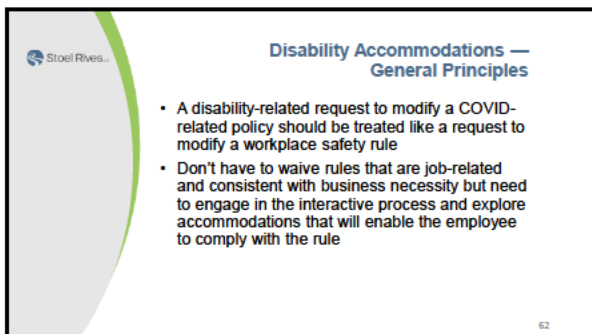 Stoel Rives LLP
Disability Accommodations —
General Principles
• A disability-related request to modify a COVID-
related policy should be treated like a request to
modify a workplace safety rule
• Don't have to waive rules that are job-related
and consistent with business necessity but need
to engage in the interactive process and explore
accommodations that will enable the employee
to comply with the rule
62